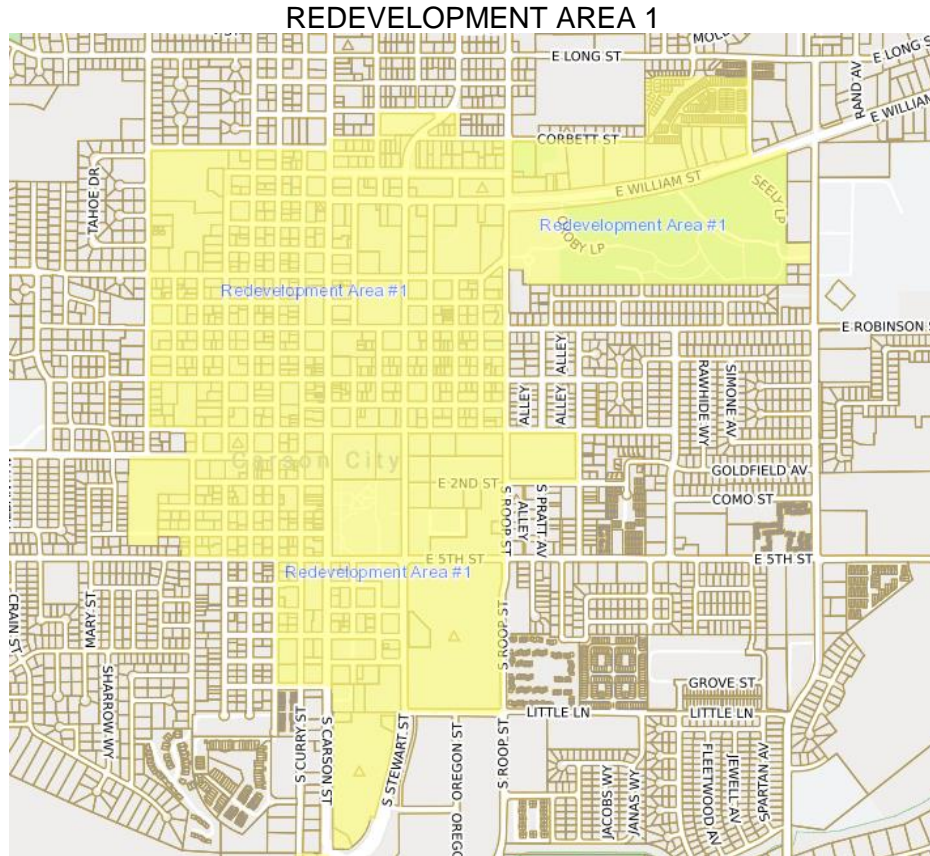 REDEVELOPMENT AREA 1
E LONG ST
E LONG S
RAND AV
E WILLIAM
CORBETT ST
TAHOE DR
E WILLIAM ST
SEELY LP
Redevelopment Area #1
Redevelopment Area #1
E ROBINSON S
ALLEY
ALLEY
ALLEY
ALLEY
RAWHIDE WY
SIMONE AV
Carson City
GOLDFIELD AV
E 2ND ST
COMO ST
S ROOP ST
ALLEY
S PRATT AV
E 5TH ST
E 5TH ST
Redevelopment Area #1
CRAIN ST
MARY ST
S ROOP ST
SHARROW WY
GROVE ST
LITTLE LN
LITTLE LN
S CURRY ST
S CARSON ST
S STEWART ST
OREGON ST
S ROOP ST
JACOBS WY
JANAS WY
FLEETWOOD AV
JEWELL AV
SPARTAN AV
OREGO